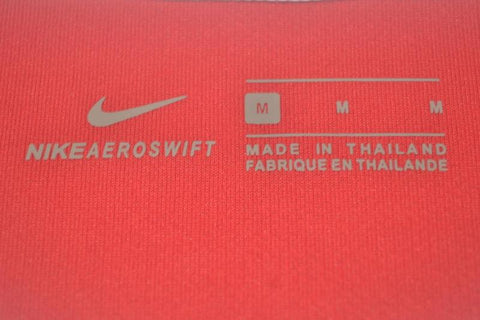 NIKEAEROSWIFT
M M M
MADE IN THAILAND
FABRIQUE EN THAILANDE